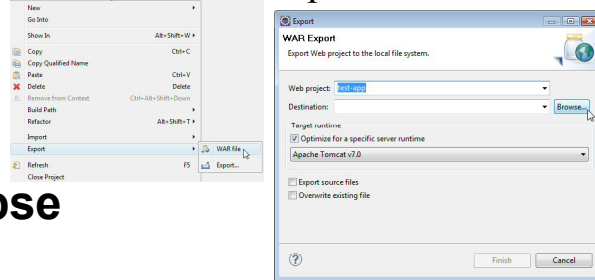 New
Go Into
Show In Alt+Shift+W
Copy Ctrl+C
Copy Qualified Name
Paste Ctrl+V
Delete Delete
Remove from Context Ctrl+Alt+Shift+Down
Build Path
Refactor Alt+Shift+T
Import
Export
WAR file
Refresh F5
Export...
Close Project
Export
WAR Export
Export Web project to the local file system.
Web project: test-app
Destination: Browse...
Target runtime
Optimize for a specific server runtime
Apache Tomcat v7.0
Export source files
Overwrite existing file
Finish Cancel